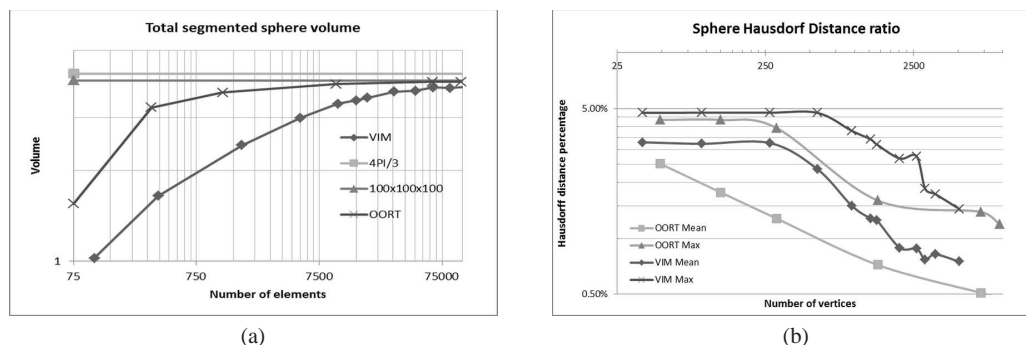 Total segmented sphere volume
Volume
VIM
4PI/3
100x100x100
OORT
1
75
750
7500
75000
Number of elements
(a)
Sphere Hausdorf Distance ratio
25
250
2500
5.00%
Hausdorff distance percentage
OORT Mean
OORT Max
VIM Mean
VIM Max
0.50%
Number of vertices
(b)